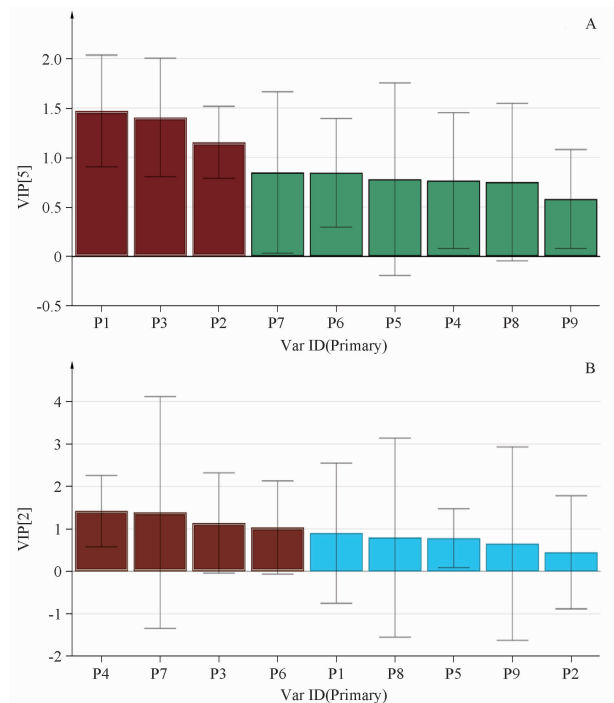 A
2.0
1.5
1.0
0.5
0
-0.5
VIP[5]
P1 P3 P2 P7 P6 P5 P4 P8 P9
Var ID(Primary)
B
4
3
2
1
0
-1
-2
VIP[2]
P4 P7 P3 P6 P1 P8 P5 P9 P2
Var ID(Primary)